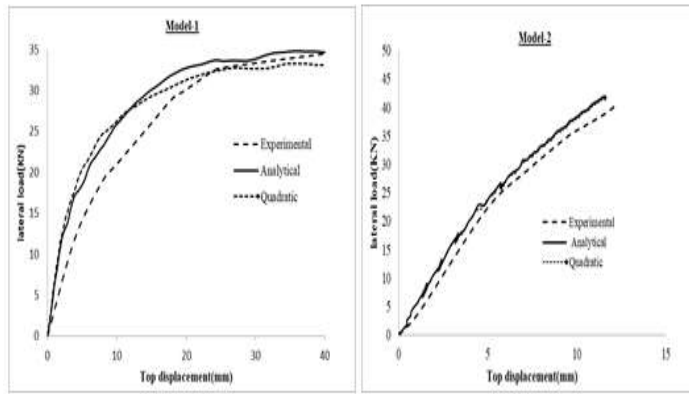 Model-1
35
30
25
20
15
10
5
0
lateral load(KN)
Experimental
Analytical
Quadratic
0 10 20 30 40
Top displacement(mm)
Model-2
50
45
40
35
30
25
20
15
10
5
0
lateral load(KN)
Experimental
Analytical
Quadratic
0 5 10 15
Top displacement(mm)